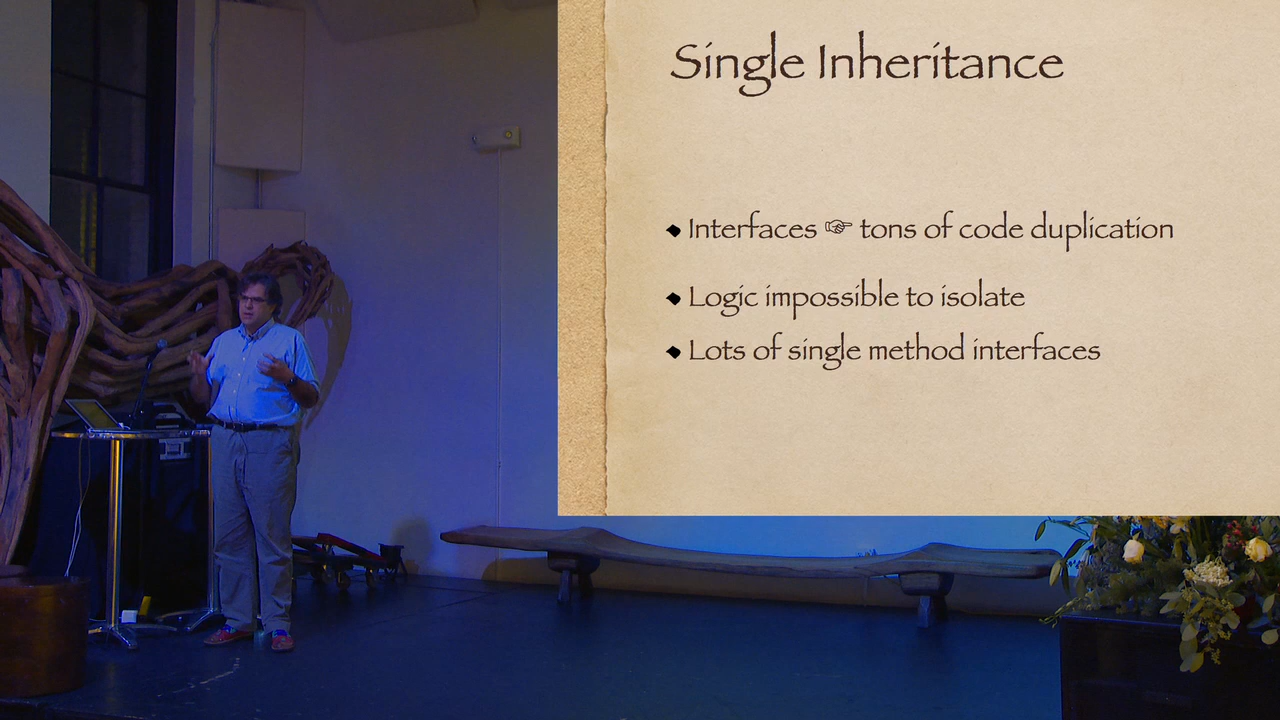 Single Inheritance
Interfaces ☞ tons of code duplication
Logic impossible to isolate
Lots of single method interfaces